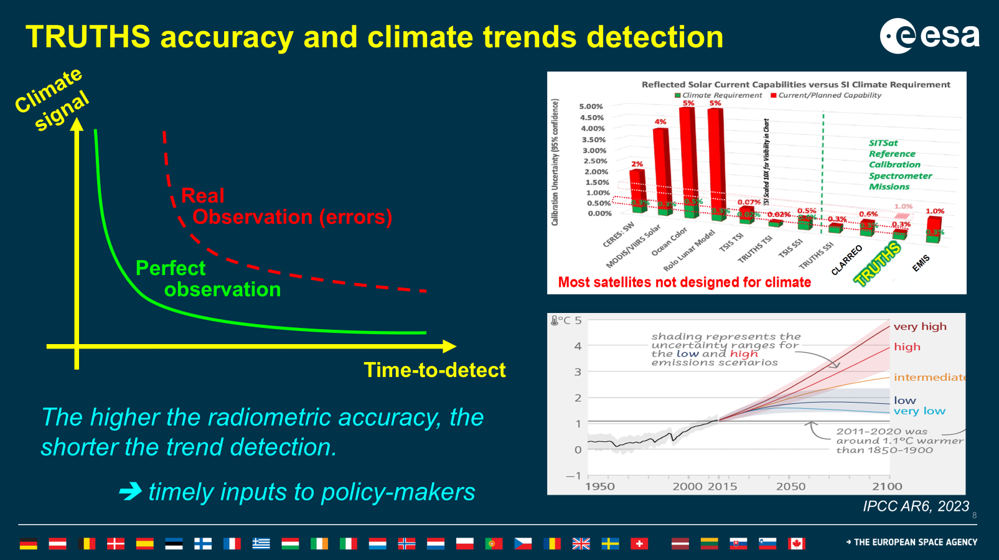 TRUTHS accuracy and climate trends detection
esa
Climate
signal
Real
Observation (errors)
Perfect
observation
Time-to-detect
The higher the radiometric accuracy, the
shorter the trend detection.
➔ timely inputs to policy-makers
Reflected Solar Current Capabilities versus SI Climate Requirement
Climate Requirement Current/Planned Capability
Calibration Uncertainty (95% confidence)
5.00%
4.50%
4.00%
3.50%
3.00%
2.50%
2.00%
1.50%
1.00%
0.50%
0.00%
2%
4%
5%
5%
0.07%
0.02%
0.5%
0.3%
0.6%
1.0%
0.3%
1.0%
0.3%
0.3%
0.5%
0.3%
0.02%
0.3%
0.3%
TSI Scaled 10X for Visibility in Chart
SITSat
Reference
Calibration
Spectrometer
Missions
CERES: SW
MODIS/VIIRS Solar
Ocean Color
Rolo Lunar Model
TSIS TSI
TRUTHS TSI
TSIS SSI
TRUTHS SSI
CLARREO
TRUTHS
EMIS
Most satellites not designed for climate
°C 5
4
3
2
1
0
−1
shading represents the
uncertainty ranges for
the low and high
emissions scenarios
very high
high
intermediate
low
very low
2011–2020 was
around 1.1°C warmer
than 1850–1900
1950 2000 2015 2050 2100
IPCC AR6, 2023
8
➔ THE EUROPEAN SPACE AGENCY